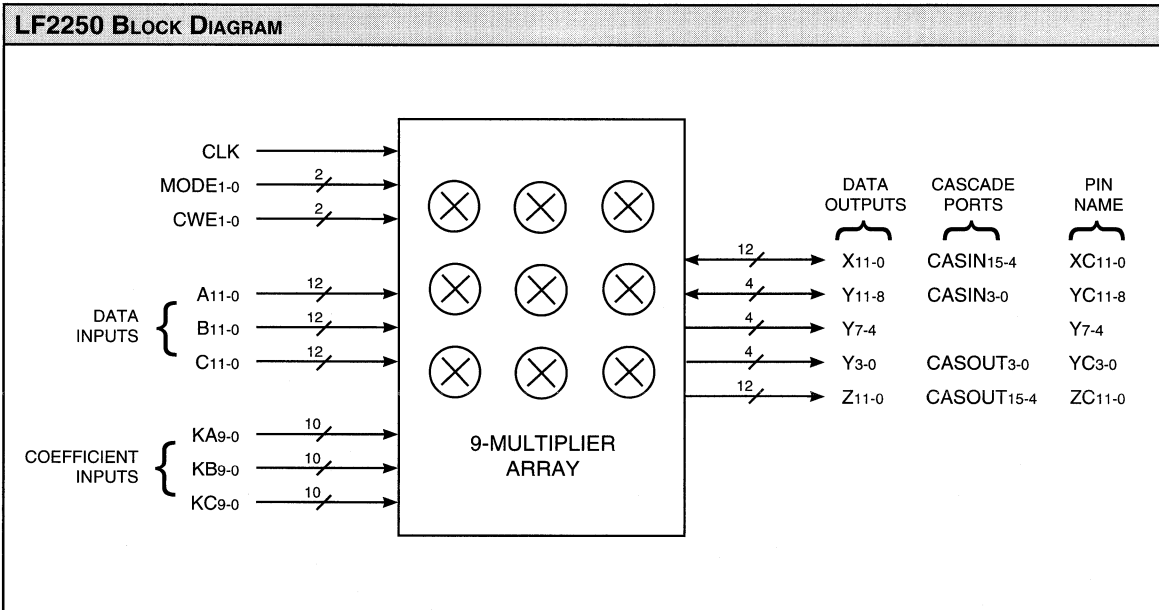 LF2250 BLOCK DIAGRAM
CLK
MODE1-0 2
CWE1-0 2
DATA INPUTS
A11-0 12
B11-0 12
C11-0 12
COEFFICIENT INPUTS
KA9-0 10
KB9-0 10
KC9-0 10
9-MULTIPLIER
ARRAY
DATA OUTPUTS
CASCADE PORTS
PIN NAME
12 X11-0 CASIN15-4 XC11-0
4 Y11-8 CASIN3-0 YC11-8
4 Y7-4 Y7-4
4 Y3-0 CASOUT3-0 YC3-0
12 Z11-0 CASOUT15-4 ZC11-0